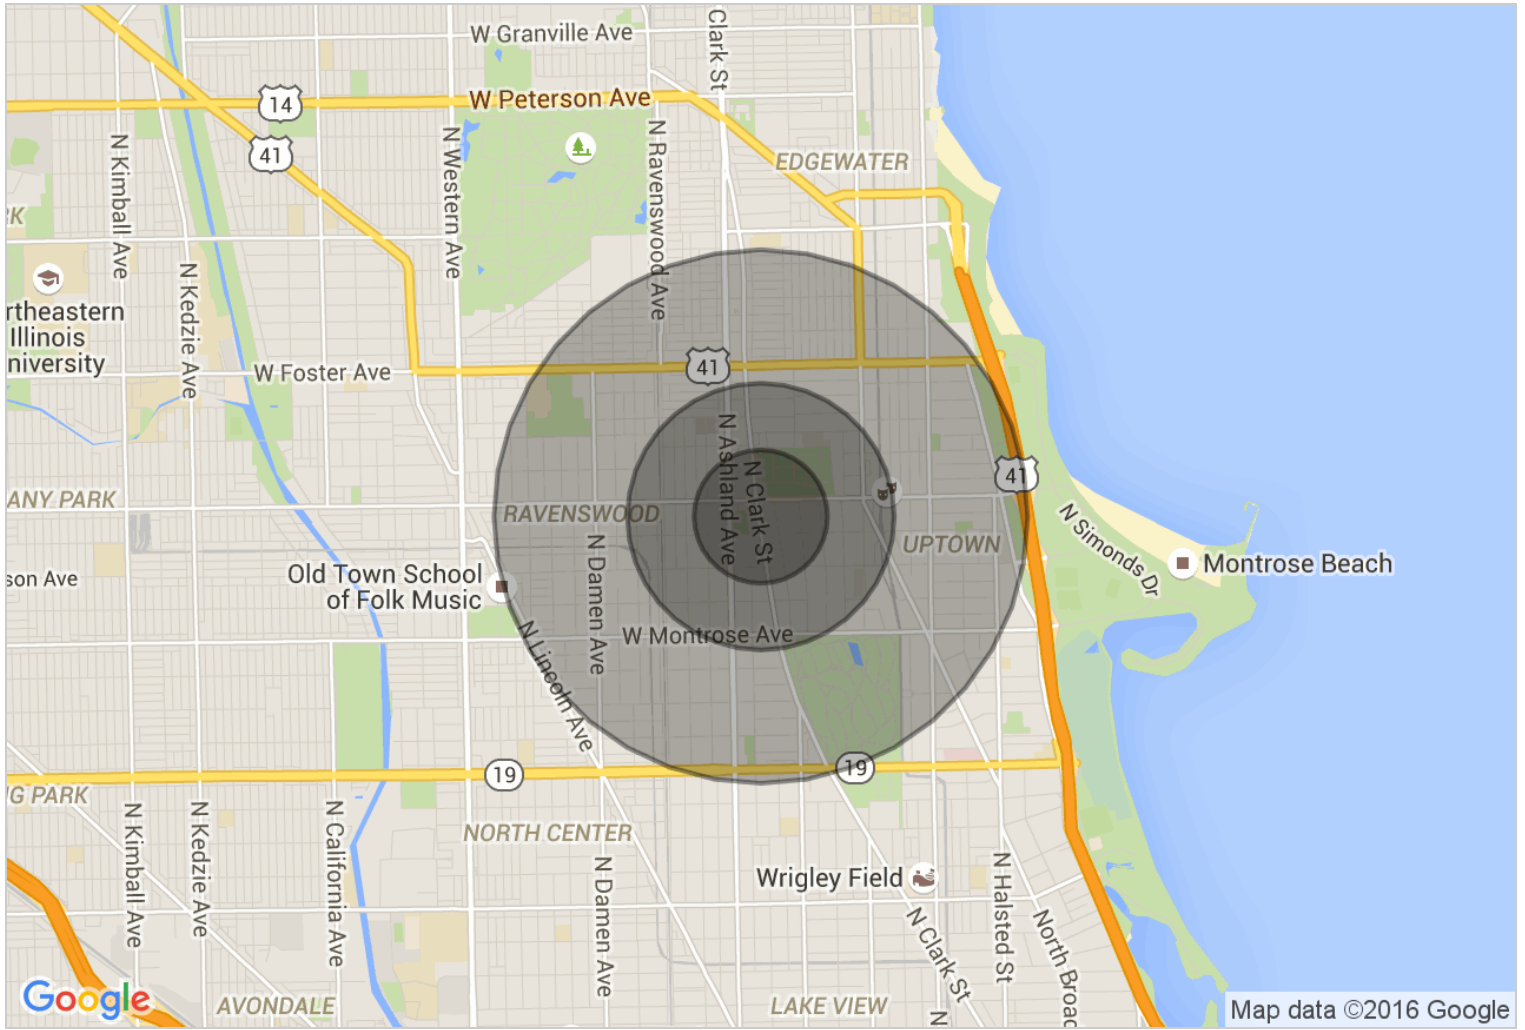 W Granville Ave
Clark St
14
W Peterson Ave
41
N Kimball Ave
N Western Ave
N Ravenswood Ave
EDGEWATER
RK
N Kedzie Ave
rtheastern
Illinois
niversity
W Foster Ave
41
N Ashland Ave
N Clark St
41
ANY PARK
RAVENSWOOD
UPTOWN
N Simonds Dr
Montrose Beach
son Ave
Old Town School
of Folk Music
N Damen Ave
W Montrose Ave
N Lincoln Ave
19
19
NG PARK
N Kimball Ave
N Kedzie Ave
N California Ave
NORTH CENTER
N Damen Ave
Wrigley Field
N Halsted St
N Clark St
North Broad
N
Google
AVONDALE
LAKE VIEW
Map data ©2016 Google